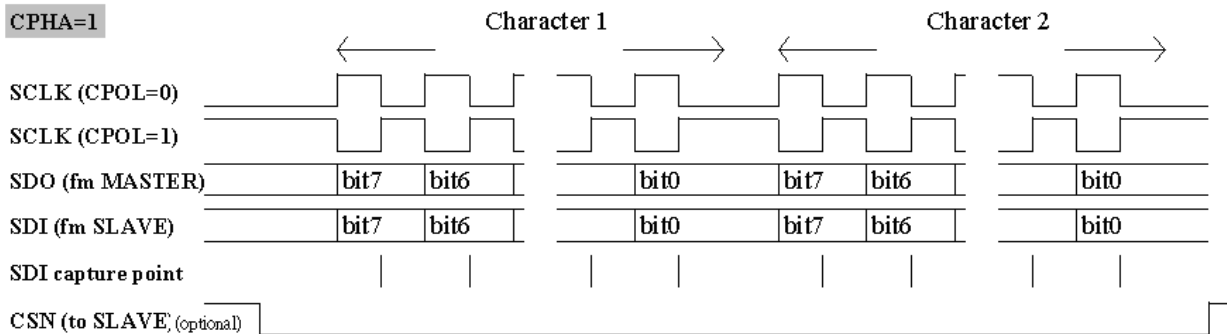 CPHA=1
Character 1 Character 2
SCLK (CPOL=0)
SCLK (CPOL=1)
SDO (fm MASTER) bit7 bit6 bit0 bit7 bit6 bit0
SDI (fm SLAVE) bit7 bit6 bit0 bit7 bit6 bit0
SDI capture point
CSN (to SLAVE) (optional)